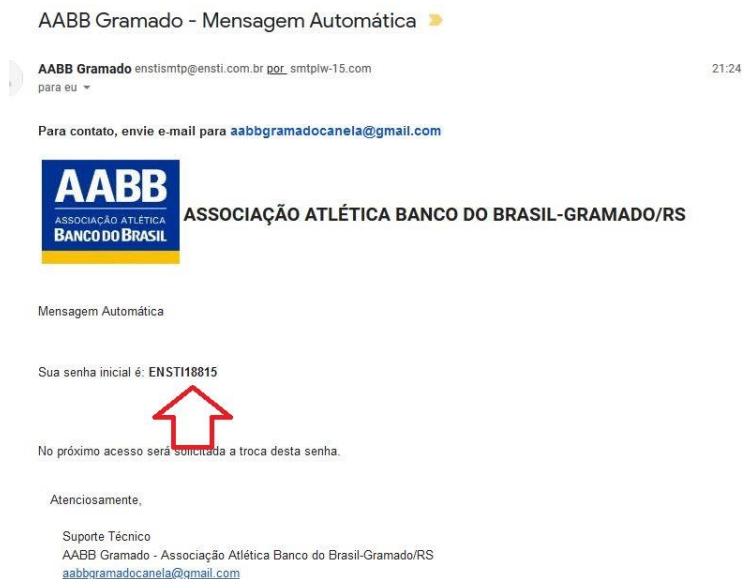 AABB Gramado - Mensagem Automática
AABB Gramado enstismtp@ensti.com.br por smtplw-15.com 21:24
para eu
Para contato, envie e-mail para aabbgramadocanela@gmail.com
AABB
ASSOCIAÇÃO ATLÉTICA
BANCO DO BRASIL
ASSOCIAÇÃO ATLÉTICA BANCO DO BRASIL-GRAMADO/RS
Mensagem Automática
Sua senha inicial é: ENSTI18815
No próximo acesso será solicitada a troca desta senha.
Atenciosamente,
Suporte Técnico
AABB Gramado - Associação Atlética Banco do Brasil-Gramado/RS
aabbgramadocanela@gmail.com